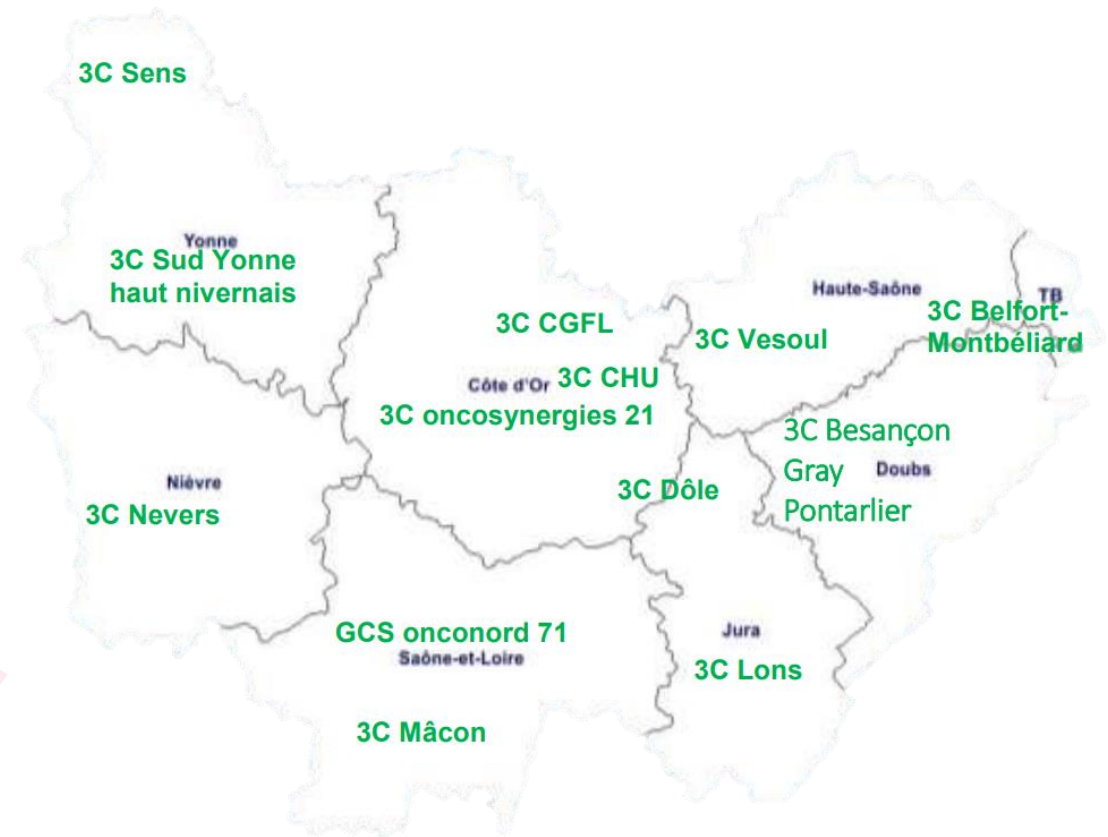 3C Sens
Yonne
3C Sud Yonne
haut nivernais
Haute-Saône
TB
3C Belfort-
Montbéliard
3C CGFL
3C Vesoul
Côte d'Or
3C CHU
3C oncosynergies 21
3C Besançon
Gray
Pontarlier
Doubs
Nièvre
3C Nevers
3C Dôle
GCS onconord 71
Saône-et-Loire
Jura
3C Lons
3C Mâcon